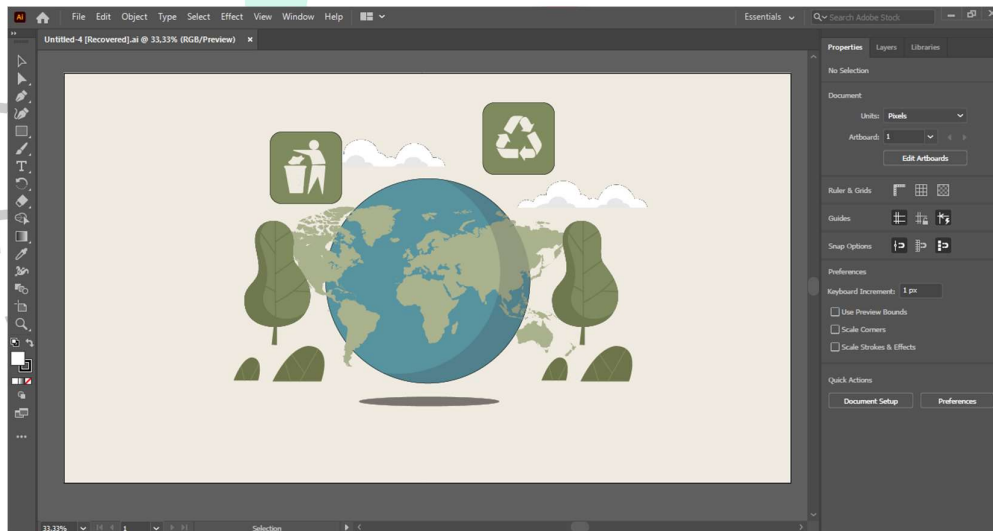 Ai File Edit Object Type Select Effect View Window Help Essentials Search Adobe Stock
Untitled-4 [Recovered].ai @ 33,33% (RGB/Preview) ×
Properties Layers Libraries
No Selection
Document
Units: Pixels
Artboard: 1
Edit Artboards
Ruler & Grids
Guides
Snap Options
Preferences
Keyboard Increment: 1 px
Use Preview Bounds
Scale Corners
Scale Strokes & Effects
Quick Actions
Document Setup Preferences
33,33% 1 Selection